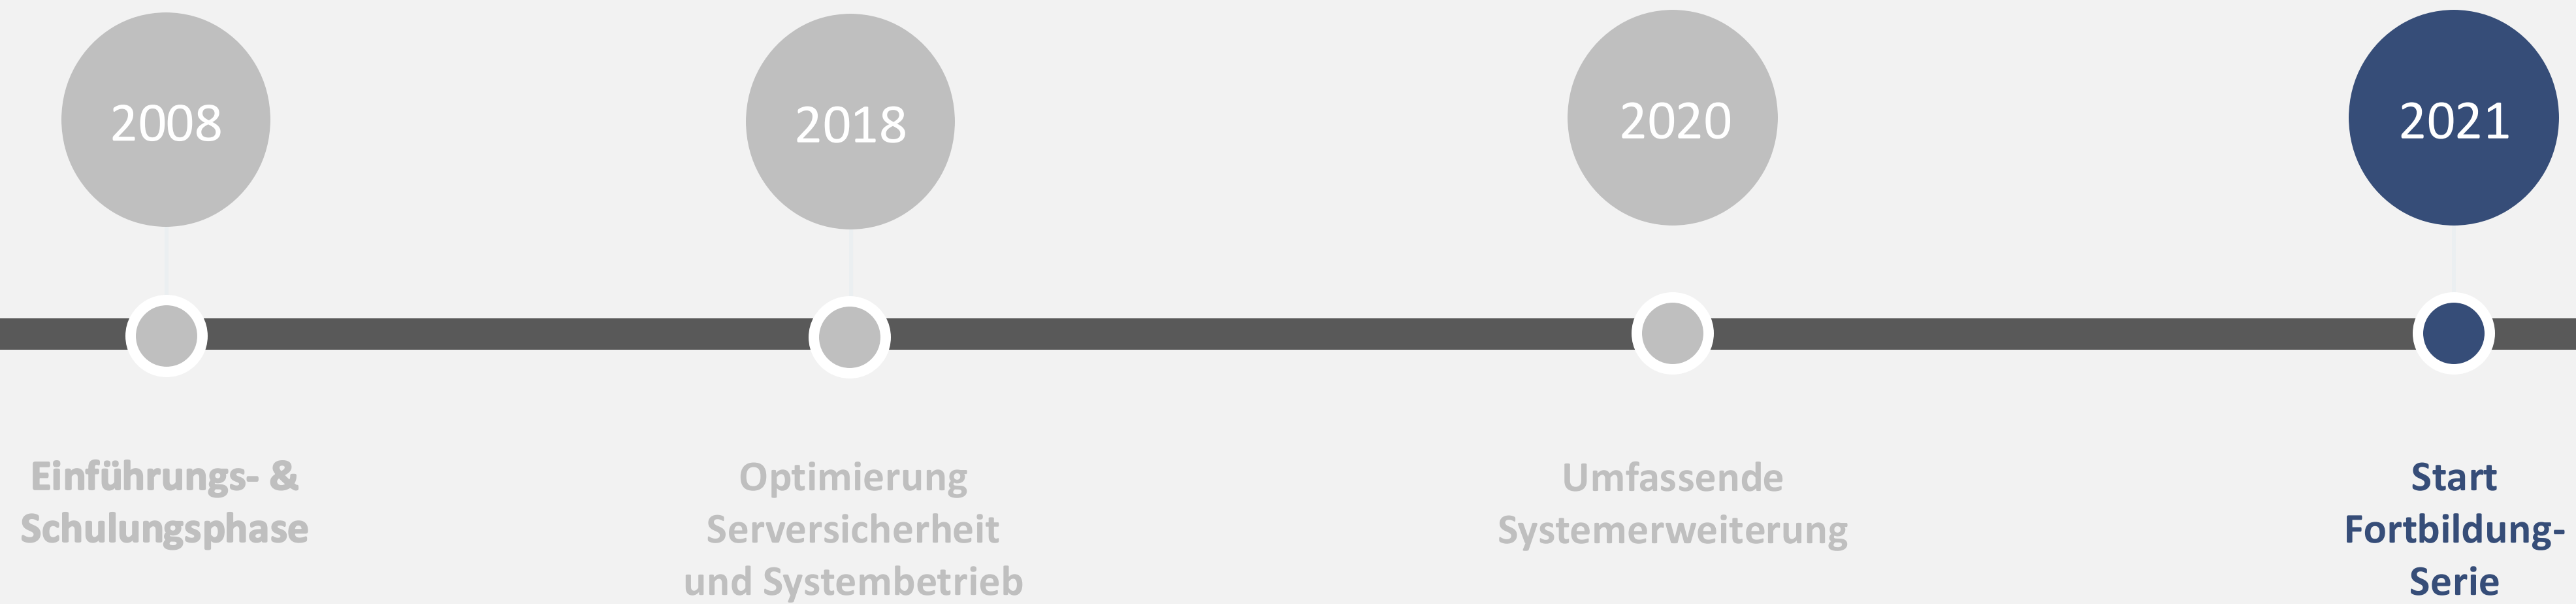 2008
2018
2020
2021
Einführungs- &
Schulungsphase
Optimierung
Serversicherheit
und Systembetrieb
Umfassende
Systemerweiterung
Start
Fortbildung-
Serie